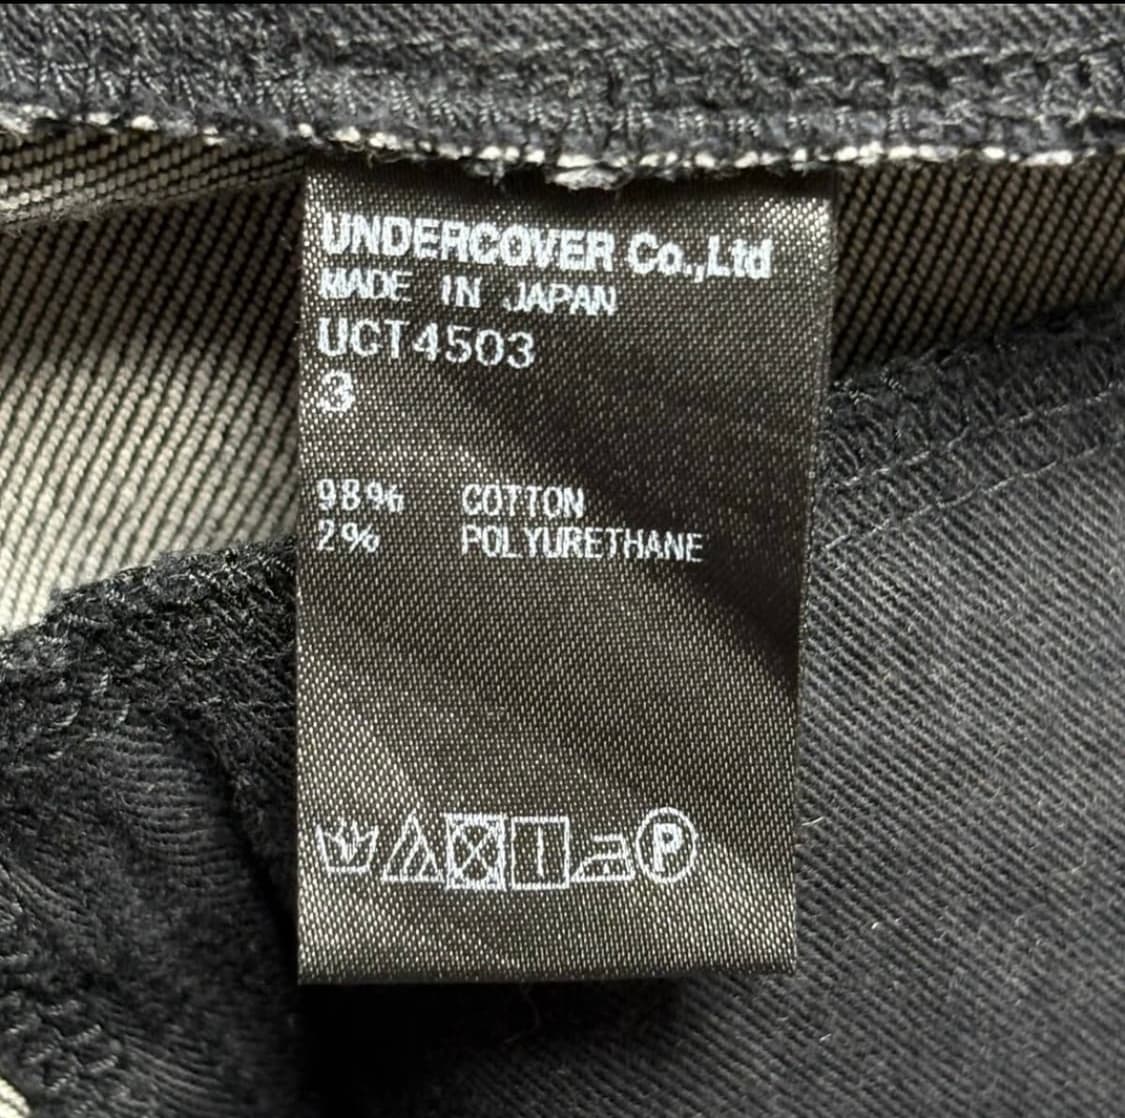 UNDERCOVER Co.,Ltd
MADE IN JAPAN
UCT4503
3
98% COTTON
2% POLYURETHANE
P